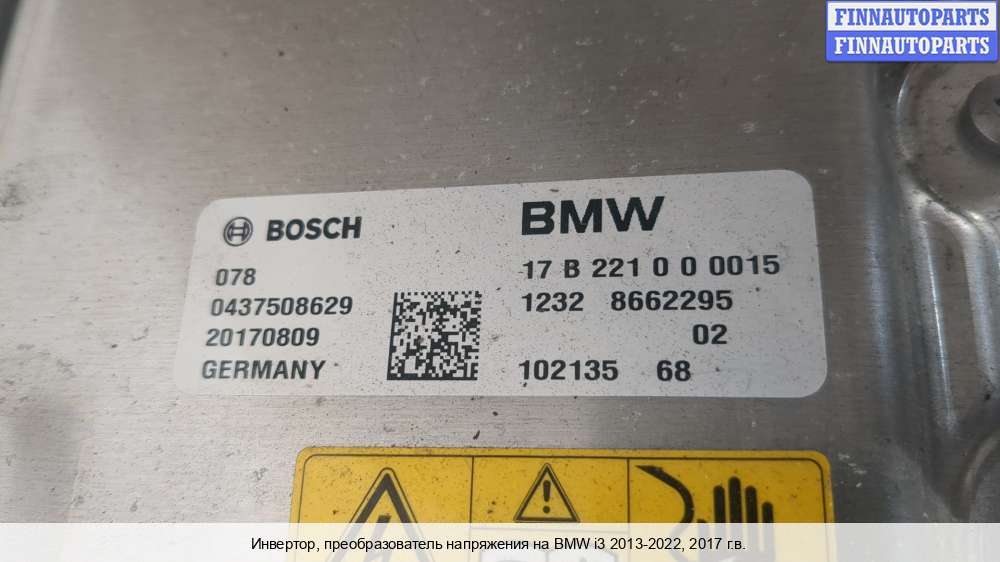 FINNAUTOPARTS
FINNAUTOPARTS
BOSCH
BMW
078
17 B 221 0 0 0015
0437508629
1232 8662295
20170809
02
GERMANY
102135 68
Инвертор, преобразователь напряжения на BMW i3 2013-2022, 2017 г.в.